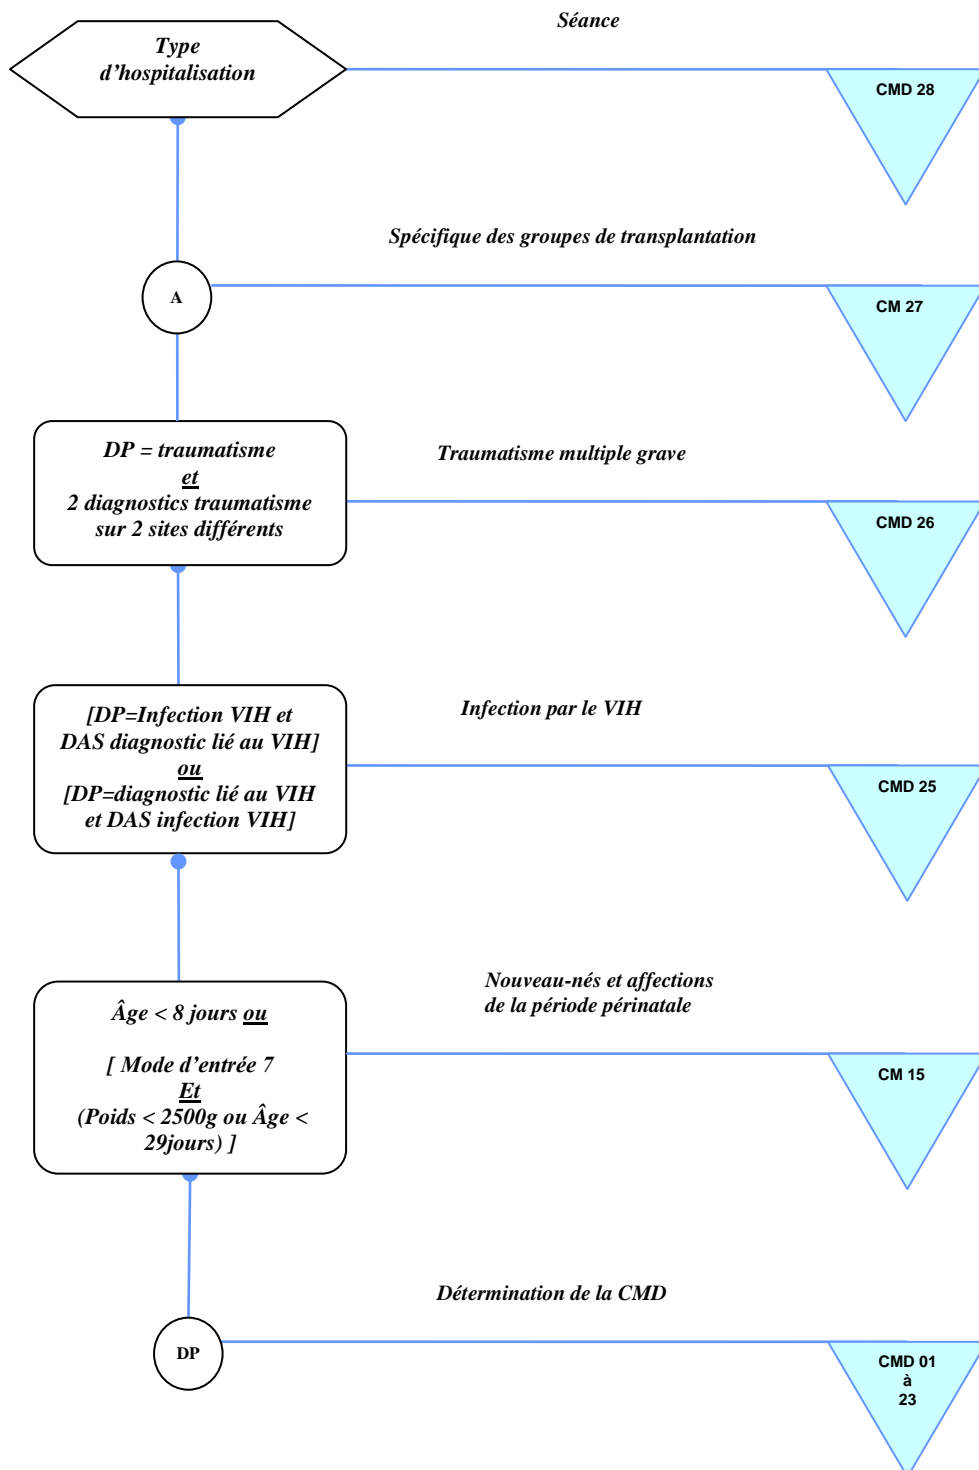 Séance
Type
d'hospitalisation
CMD 28
Spécifique des groupes de transplantation
A
CM 27
DP = traumatisme
et
2 diagnostics traumatisme
sur 2 sites différents
Traumatisme multiple grave
CMD 26
[DP=Infection VIH et
DAS diagnostic lié au VIH]
ou
[DP=diagnostic lié au VIH
et DAS infection VIH]
Infection par le VIH
CMD 25
Nouveau-nés et affections
de la période périnatale
Âge < 8 jours ou
[ Mode d'entrée 7
Et
(Poids < 2500g ou Âge <
29jours) ]
CM 15
Détermination de la CMD
DP
CMD 01
à
23